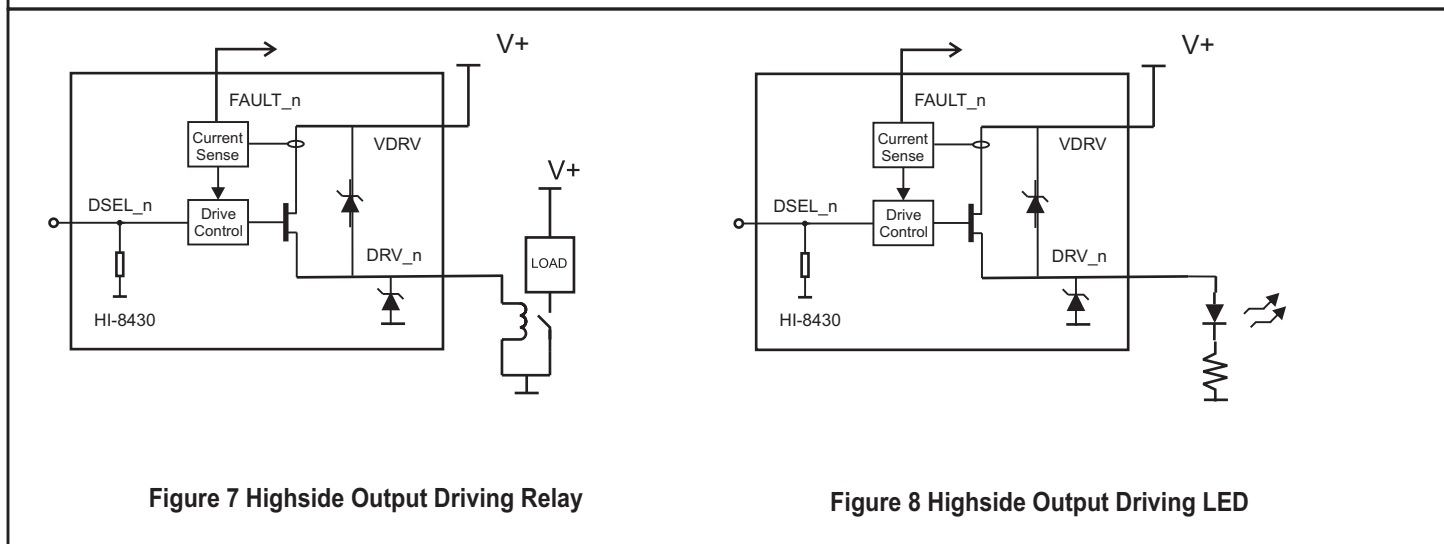 V+
FAULT_n
Current
Sense
VDRV
V+
DSEL_n
Drive
Control
DRV_n
LOAD
HI-8430
Figure 7 Highside Output Driving Relay
V+
FAULT_n
Current
Sense
VDRV
DSEL_n
Drive
Control
DRV_n
HI-8430
Figure 8 Highside Output Driving LED